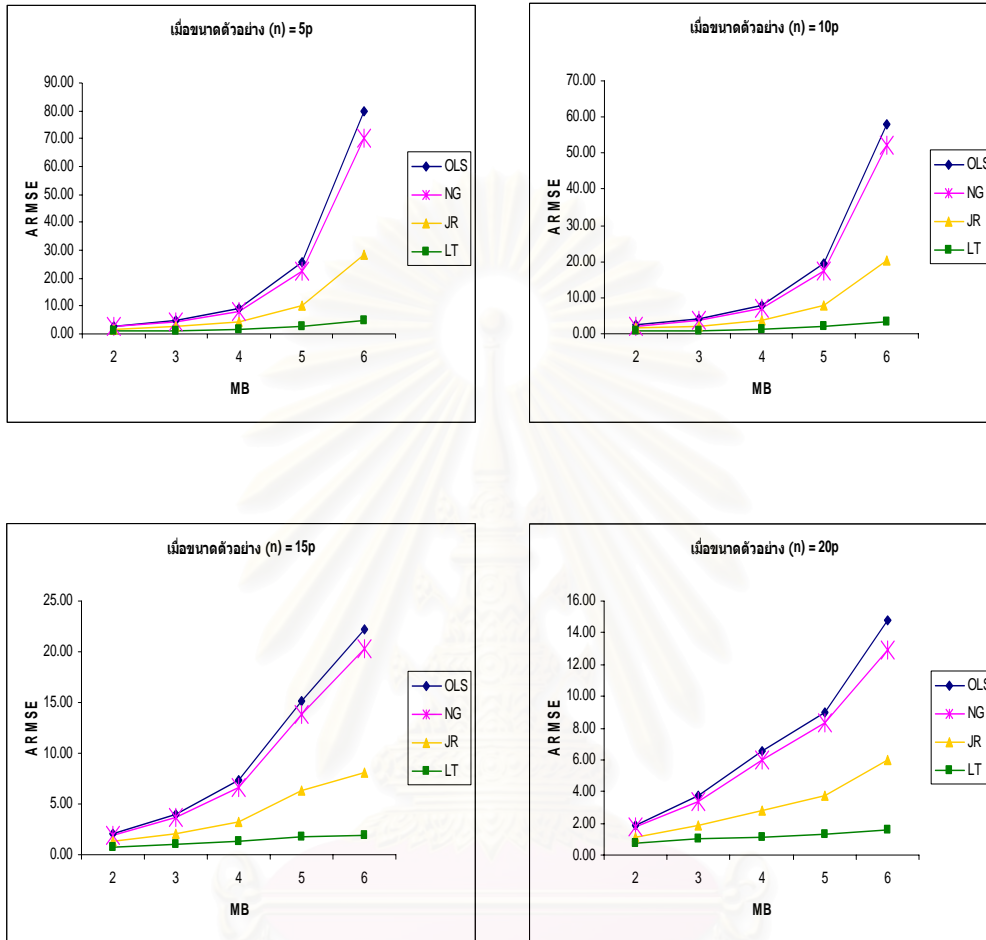 เมื่อขนาดตัวอย่าง (n) = 5p
90.00
80.00
70.00
60.00
50.00
40.00
30.00
20.00
10.00
0.00
ARMSE
2 3 4 5 6
MB
OLS
NG
JR
LT
เมื่อขนาดตัวอย่าง (n) = 10p
70.00
60.00
50.00
40.00
30.00
20.00
10.00
0.00
ARMSE
2 3 4 5 6
MB
OLS
NG
JR
LT
เมื่อขนาดตัวอย่าง (n) = 15p
25.00
20.00
15.00
10.00
5.00
0.00
ARMSE
2 3 4 5 6
MB
OLS
NG
JR
LT
เมื่อขนาดตัวอย่าง (n) = 20p
16.00
14.00
12.00
10.00
8.00
6.00
4.00
2.00
0.00
ARMSE
2 3 4 5 6
MB
OLS
NG
JR
LT